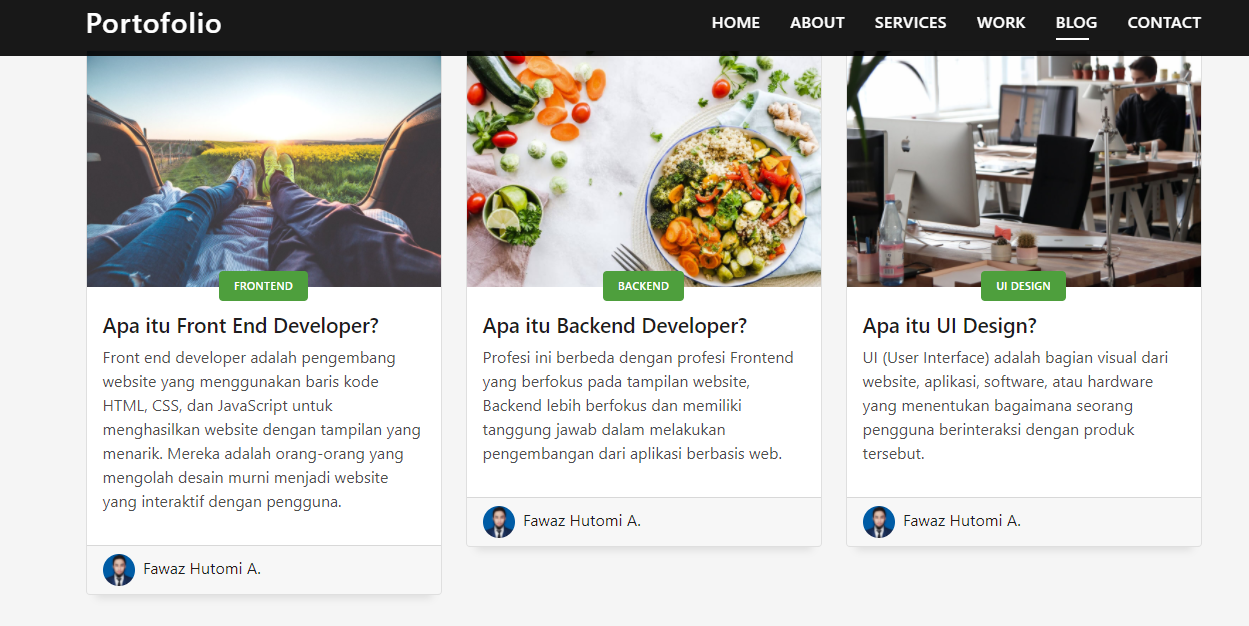 Portofolio
HOME ABOUT SERVICES WORK BLOG CONTACT
FRONTEND
Apa itu Front End Developer?
Front end developer adalah pengembang
website yang menggunakan baris kode
HTML, CSS, dan JavaScript untuk
menghasilkan website dengan tampilan yang
menarik. Mereka adalah orang-orang yang
mengolah desain murni menjadi website
yang interaktif dengan pengguna.
Fawaz Hutomi A.
BACKEND
Apa itu Backend Developer?
Profesi ini berbeda dengan profesi Frontend
yang berfokus pada tampilan website,
Backend lebih berfokus dan memiliki
tanggung jawab dalam melakukan
pengembangan dari aplikasi berbasis web.
Fawaz Hutomi A.
UI DESIGN
Apa itu UI Design?
UI (User Interface) adalah bagian visual dari
website, aplikasi, software, atau hardware
yang menentukan bagaimana seorang
pengguna berinteraksi dengan produk
tersebut.
Fawaz Hutomi A.